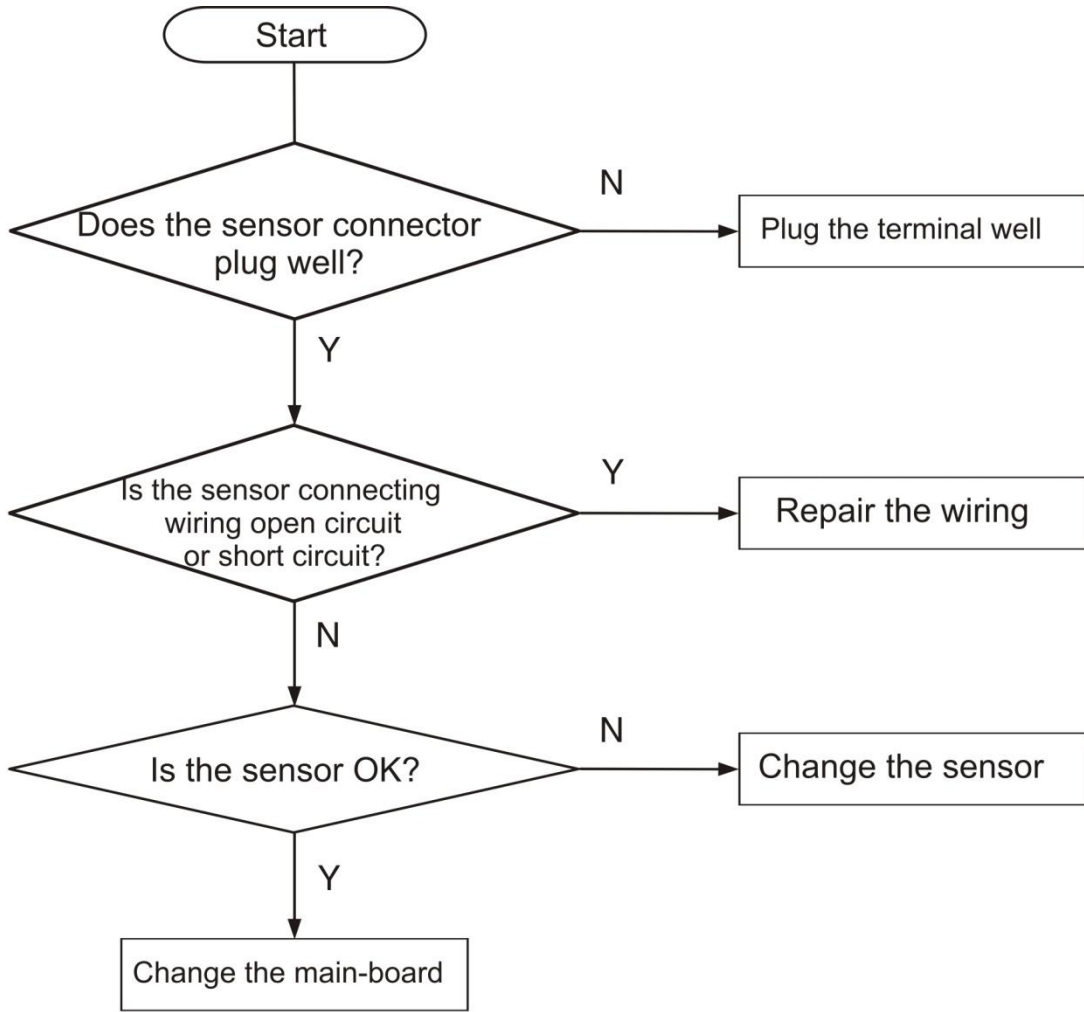 Start
N
Does the sensor connector
plug well?
Plug the terminal well
Y
Is the sensor connecting
wiring open circuit
or short circuit?
Y
Repair the wiring
N
Is the sensor OK?
N
Change the sensor
Y
Change the main-board